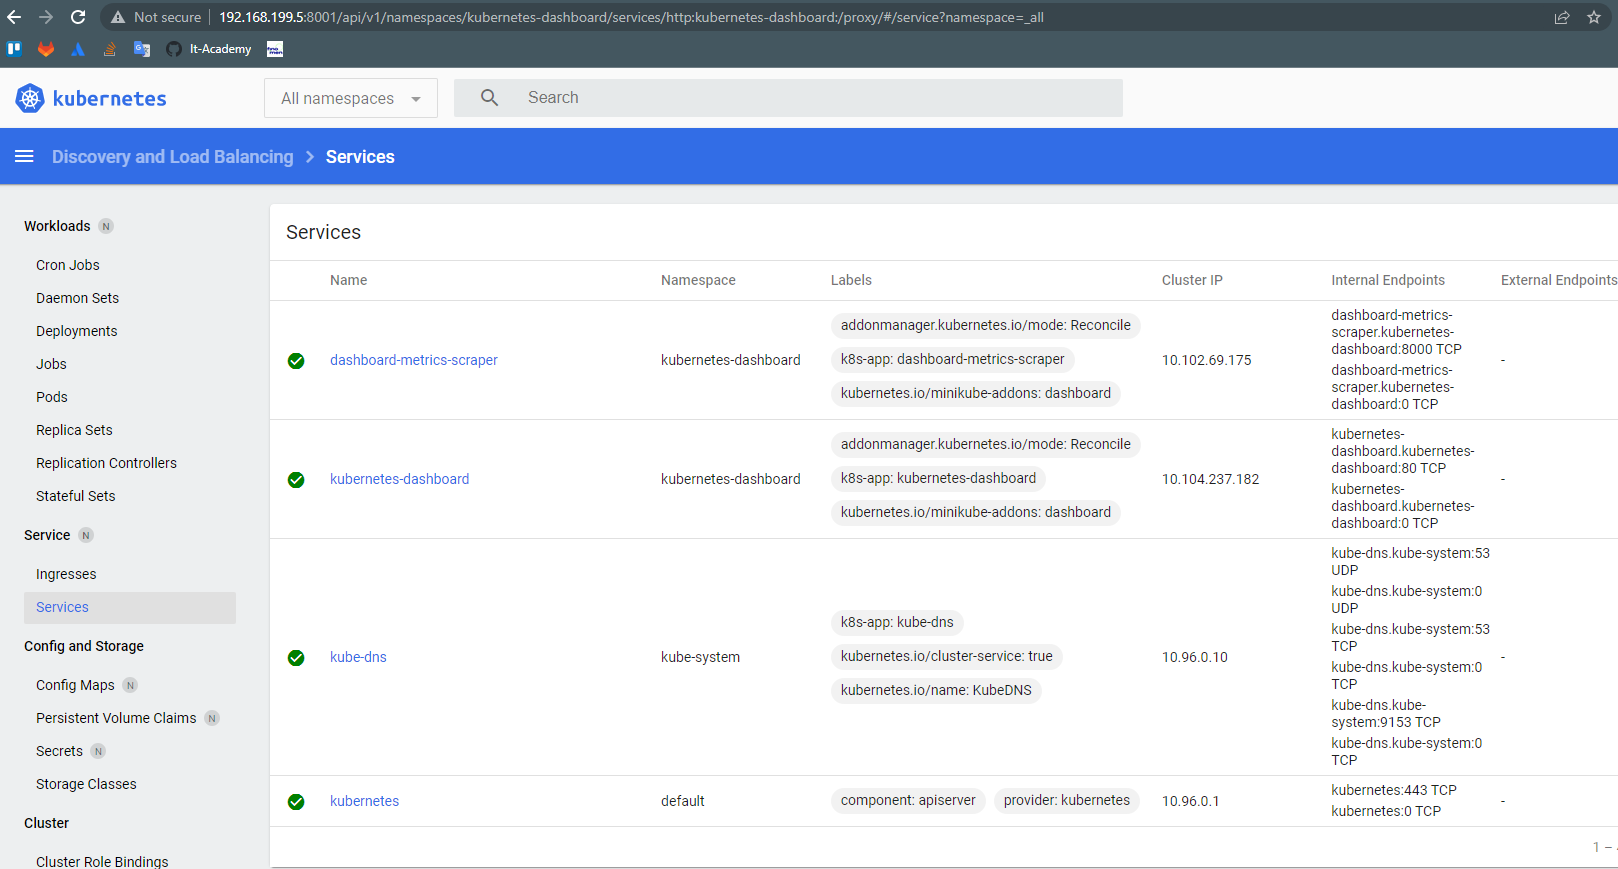 Not secure
192.168.199.5:8001/api/v1/namespaces/kubernetes-dashboard/services/http:kubernetes-dashboard:/proxy/#/service?namespace=_all
It-Academy
kubernetes
All namespaces
Search
Discovery and Load Balancing
Services
Workloads N
Cron Jobs
Daemon Sets
Deployments
Jobs
Pods
Replica Sets
Replication Controllers
Stateful Sets
Service N
Ingresses
Services
Config and Storage
Config Maps N
Persistent Volume Claims N
Secrets N
Storage Classes
Cluster
Cluster Role Bindings
Services
Name Namespace Labels Cluster IP Internal Endpoints External Endpoints
dashboard-metrics-scraper
kubernetes-dashboard
addonmanager.kubernetes.io/mode: Reconcile
k8s-app: dashboard-metrics-scraper
kubernetes.io/minikube-addons: dashboard
10.102.69.175
dashboard-metrics-
scraper.kubernetes-
dashboard:8000 TCP
dashboard-metrics-
scraper.kubernetes-
dashboard:0 TCP
-
kubernetes-dashboard
kubernetes-dashboard
addonmanager.kubernetes.io/mode: Reconcile
k8s-app: kubernetes-dashboard
kubernetes.io/minikube-addons: dashboard
10.104.237.182
kubernetes-
dashboard.kubernetes-
dashboard:80 TCP
kubernetes-
dashboard.kubernetes-
dashboard:0 TCP
-
kube-dns
kube-system
k8s-app: kube-dns
kubernetes.io/cluster-service: true
kubernetes.io/name: KubeDNS
10.96.0.10
kube-dns.kube-system:53
UDP
kube-dns.kube-system:0
UDP
kube-dns.kube-system:53
TCP
kube-dns.kube-system:0
TCP
kube-dns.kube-
system:9153 TCP
kube-dns.kube-system:0
TCP
-
kubernetes
default
component: apiserver
provider: kubernetes
10.96.0.1
kubernetes:443 TCP
kubernetes:0 TCP
-
1 –